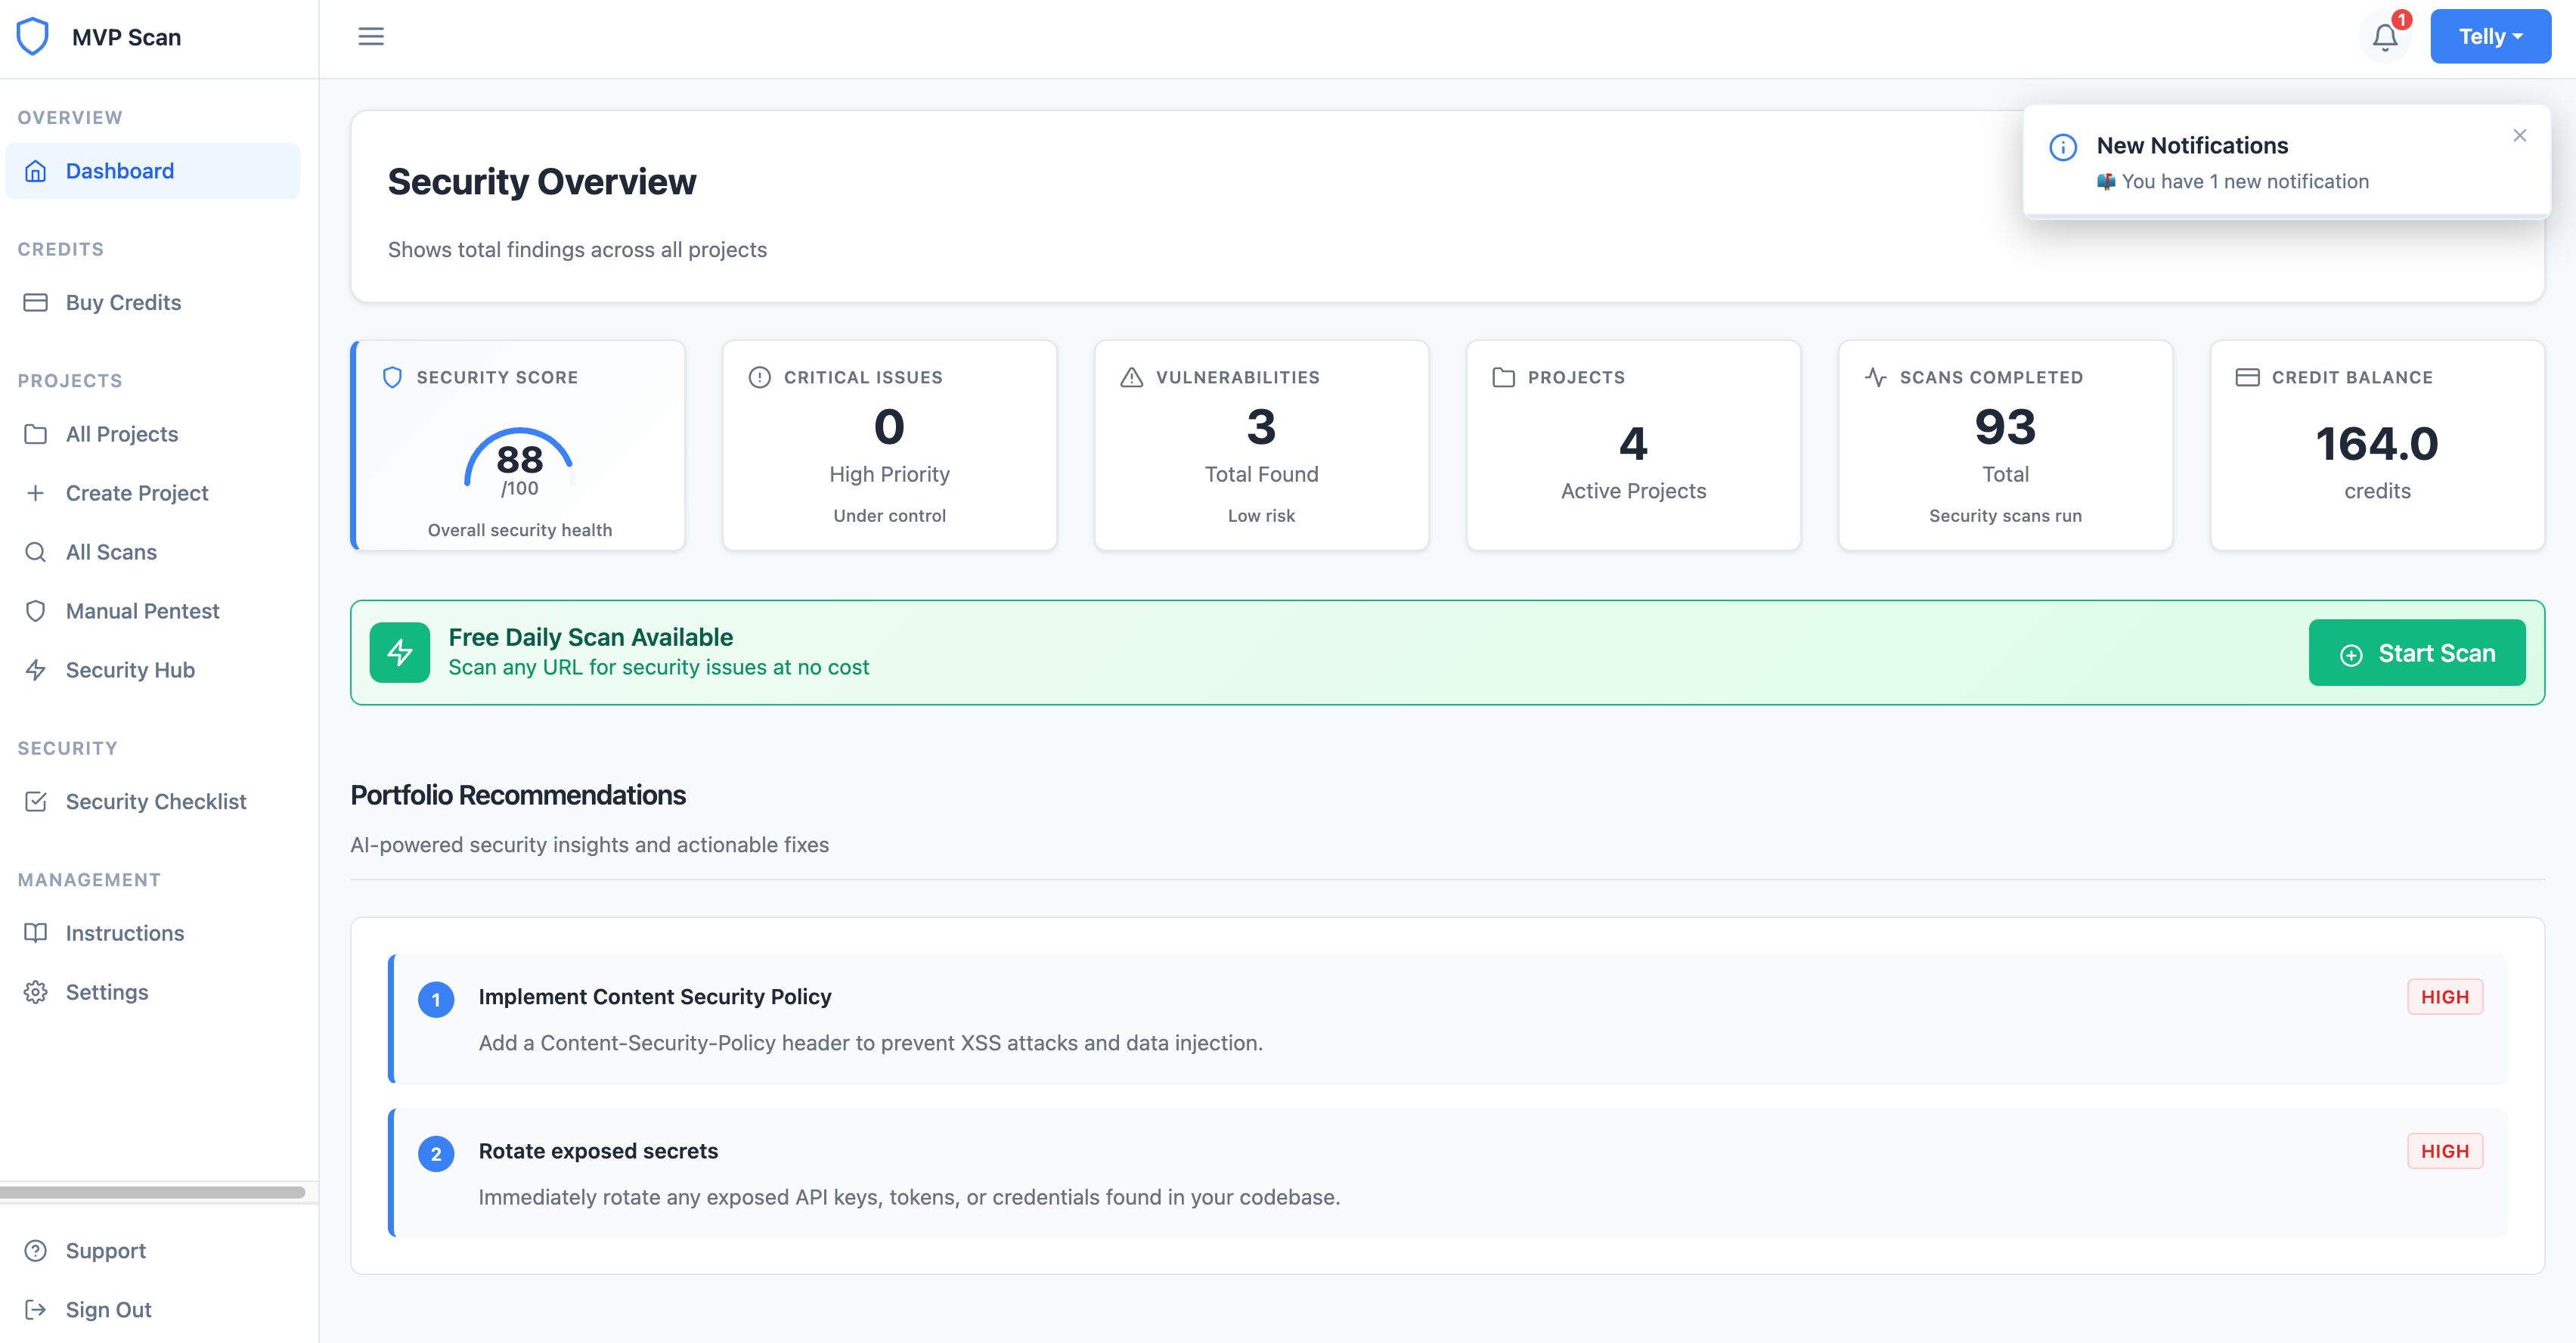 MVP Scan
1
Telly
OVERVIEW
Dashboard
CREDITS
Buy Credits
PROJECTS
All Projects
Create Project
All Scans
Manual Pentest
Security Hub
SECURITY
Security Checklist
MANAGEMENT
Instructions
Settings
Support
Sign Out
Security Overview
Shows total findings across all projects
New Notifications
📫 You have 1 new notification
SECURITY SCORE
88
/100
Overall security health
CRITICAL ISSUES
0
High Priority
Under control
VULNERABILITIES
3
Total Found
Low risk
PROJECTS
4
Active Projects
SCANS COMPLETED
93
Total
Security scans run
CREDIT BALANCE
164.0
credits
Free Daily Scan Available
Scan any URL for security issues at no cost
Start Scan
Portfolio Recommendations
AI-powered security insights and actionable fixes
1
Implement Content Security Policy
HIGH
Add a Content-Security-Policy header to prevent XSS attacks and data injection.
2
Rotate exposed secrets
HIGH
Immediately rotate any exposed API keys, tokens, or credentials found in your codebase.